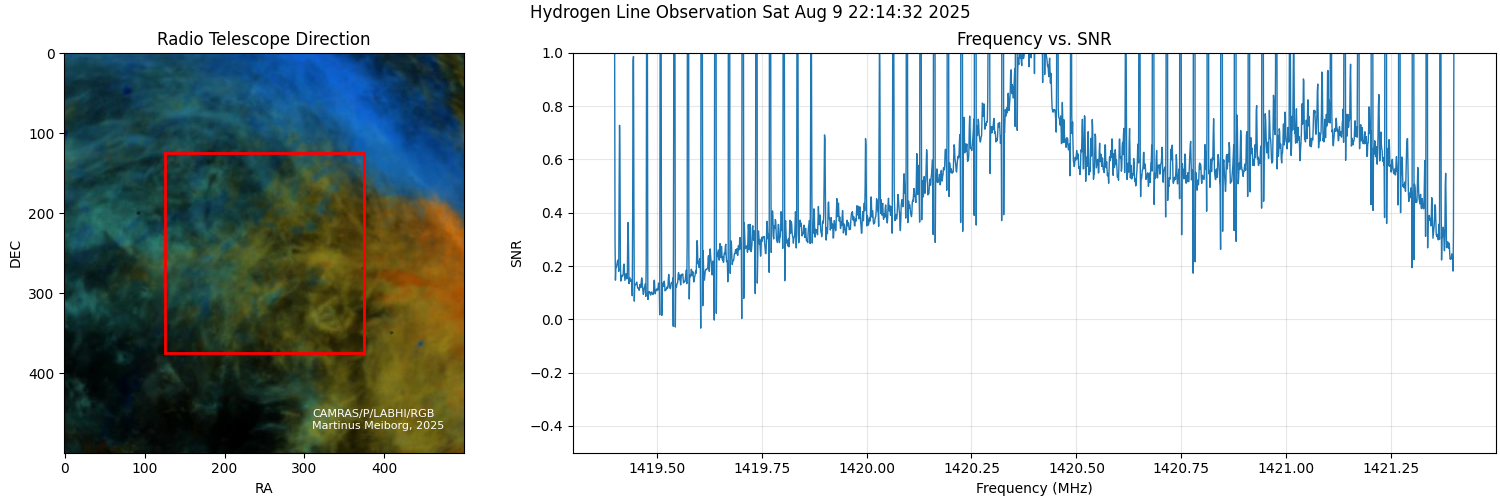 Hydrogen Line Observation Sat Aug 9 22:14:32 2025
Radio Telescope Direction
0
100
200
300
400
DEC
CAMRAS/P/LABHI/RGB
Martinus Meiborg, 2025
0 100 200 300 400
RA
Frequency vs. SNR
1.0
0.8
0.6
0.4
0.2
0.0
−0.2
−0.4
SNR
1419.50 1419.75 1420.00 1420.25 1420.50 1420.75 1421.00 1421.25
Frequency (MHz)